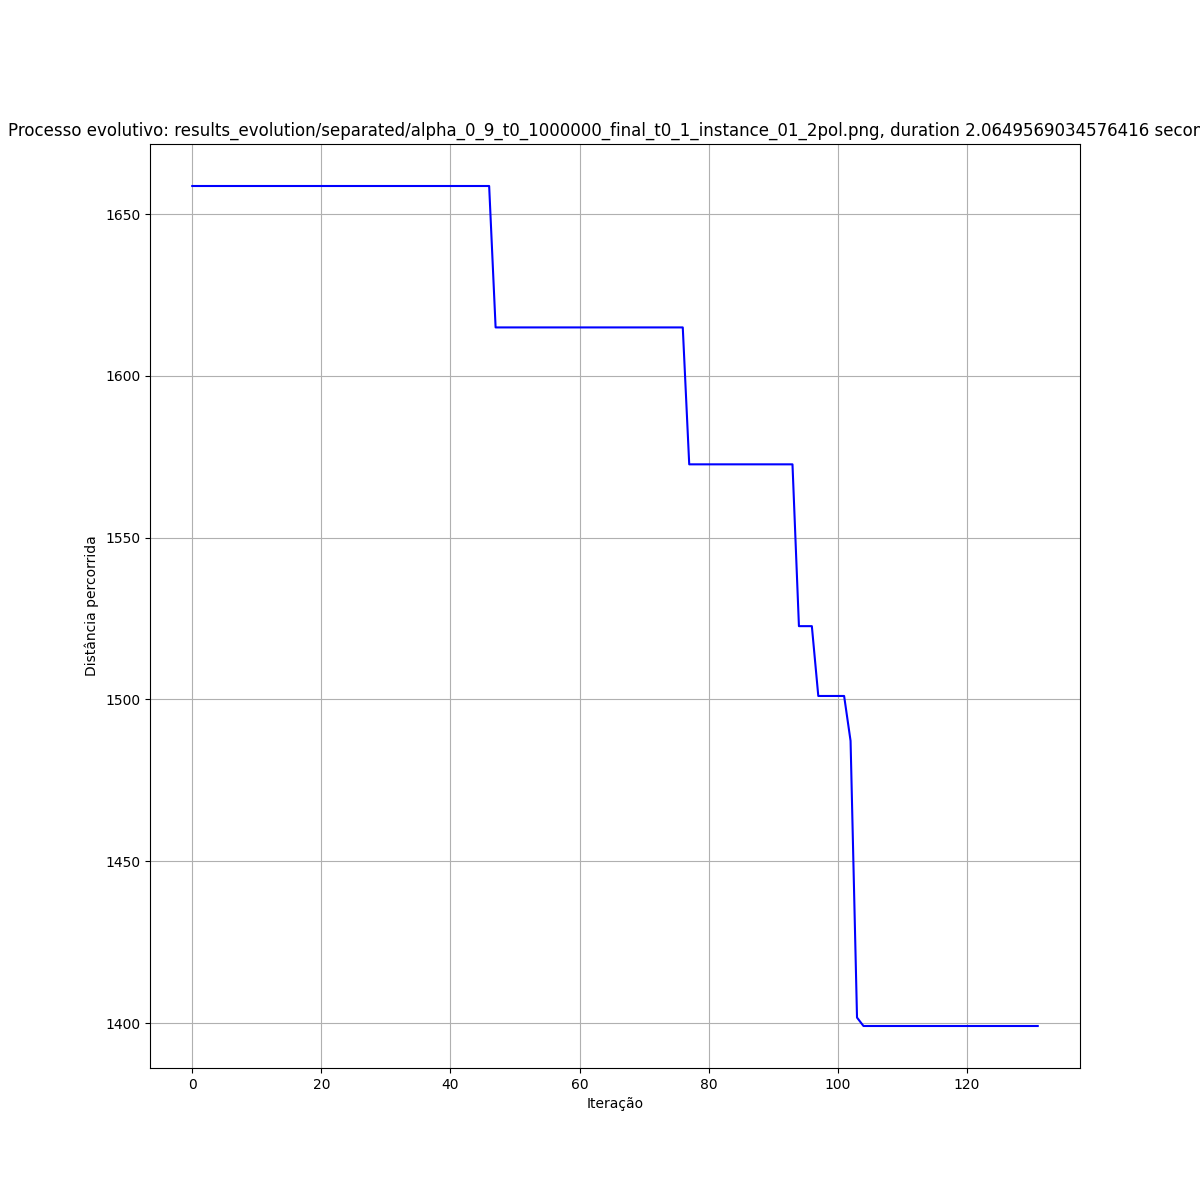 Processo evolutivo: results_evolution/separated/alpha_0_9_t0_1000000_final_t0_1_instance_01_2pol.png, duration 2.0649569034576416 secon
1650
1600
1550
1500
1450
1400
Distância percorrida
0 20 40 60 80 100 120
Iteração